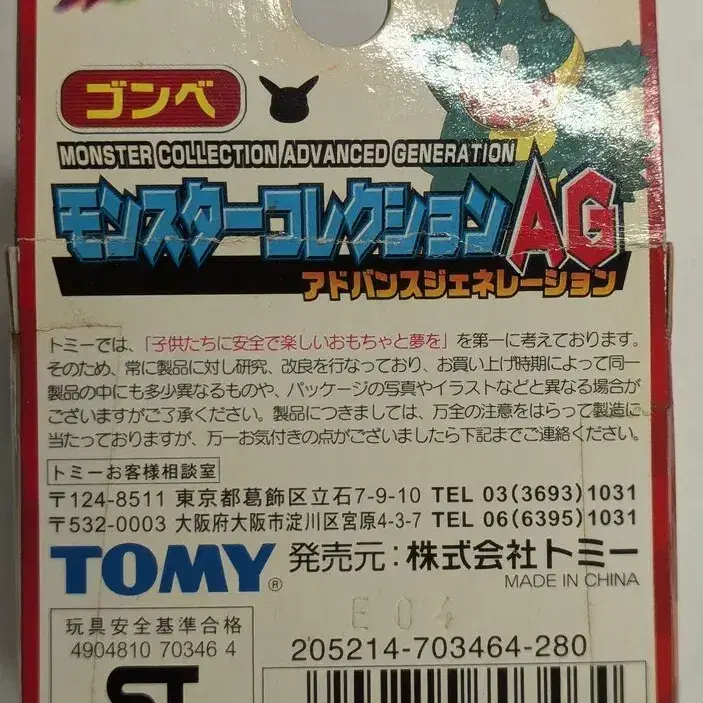 ゴンベ
MONSTER COLLECTION ADVANCED GENERATION
モンスターコレクションAG
アドバンスジェネレーション
トミーでは、「子供たちに安全で楽しいおもちゃと夢を」を第一に考えております。
そのため、常に製品に対し研究、改良を行なっており、お買い上げ時期によって同一
製品の中にも多少異なるものや、パッケージの写真やイラストなどと異なる場合が
ございますがご了承ください。製品につきましては、万全の注意をはらって製造に
当たっておりますが、万一お気付きの点がございましたら下記までご連絡ください。
トミーお客様相談室
〒124-8511 東京都葛飾区立石7-9-10 TEL 03(3693)1031
〒532-0003 大阪府大阪市淀川区宮原4-3-7 TEL 06(6395)1031
TOMY® 発売元:株式会社トミー
MADE IN CHINA
E04
玩具安全基準合格
4904810 70346 4
ST
205214-703464-280